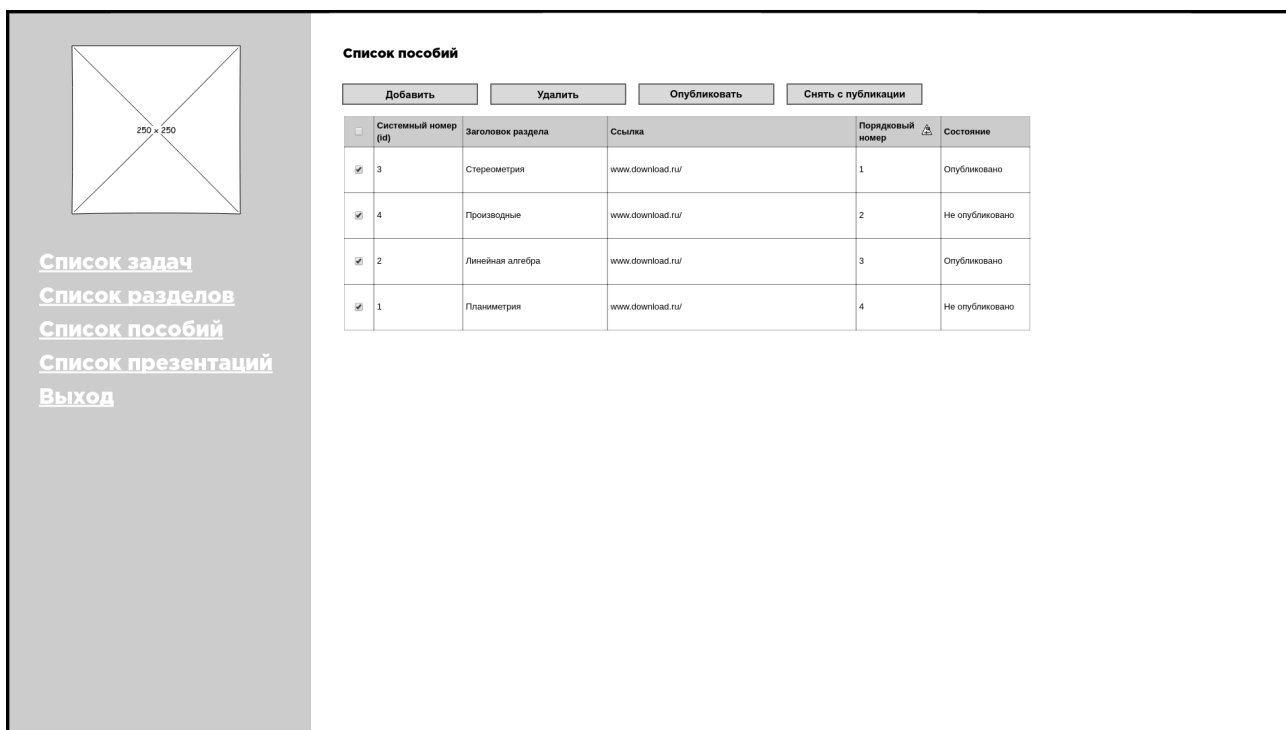 250 x 250
Список задач
Список разделов
Список пособий
Список презентаций
Выход
Список пособий
Добавить Удалить Опубликовать Снять с публикации
Системный номер (id) Заголовок раздела Ссылка Порядковый номер Состояние
3 Стереометрия www.download.ru/ 1 Опубликовано
4 Производные www.download.ru/ 2 Не опубликовано
2 Линейная алгебра www.download.ru/ 3 Опубликовано
1 Планиметрия www.download.ru/ 4 Не опубликовано